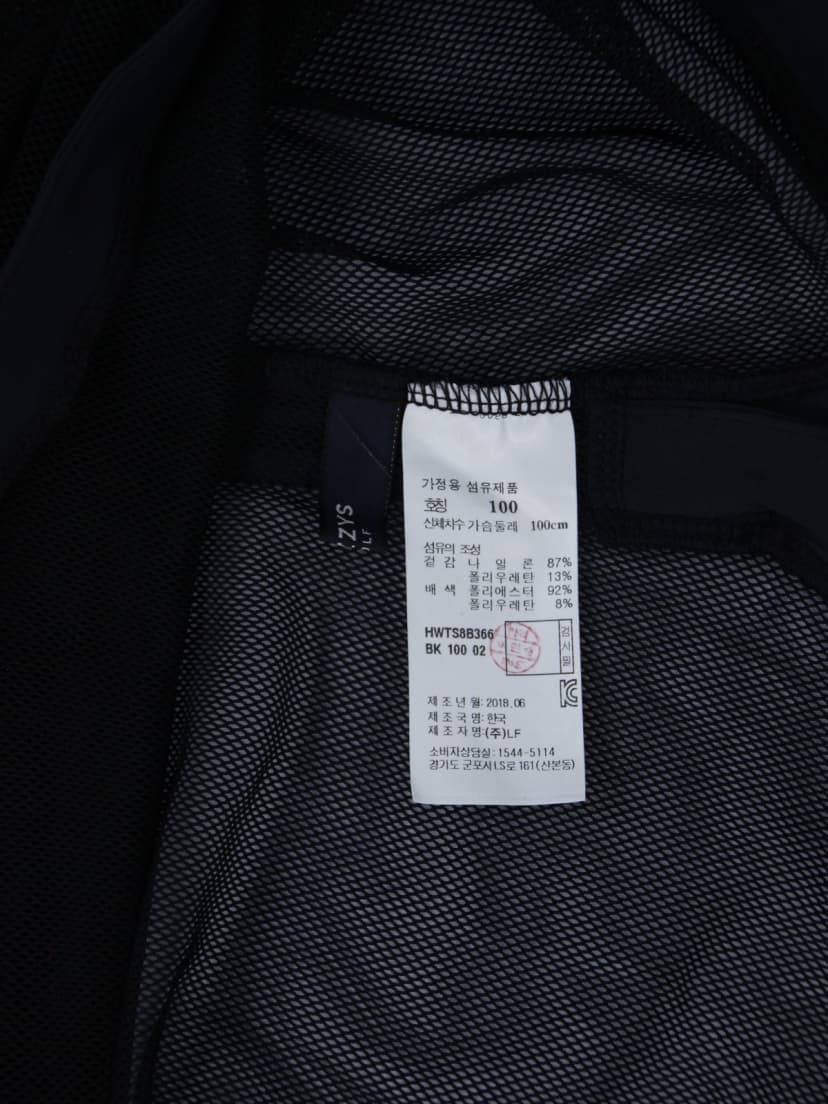 가정용 섬유제품
호칭 100
신체치수 가슴둘레 100cm
섬유의 조성
겉감 나일론 87%
폴리우레탄 13%
배색 폴리에스터 92%
폴리우레탄 8%
HWTS8B366
BK 100 02
검사필
제조년월: 2018.06
제조국명: 한국
제조자명: (주)LF
소비자상담실: 1544-5114
경기도 군포시 LS로 161(산본동)
ZZYS
LF